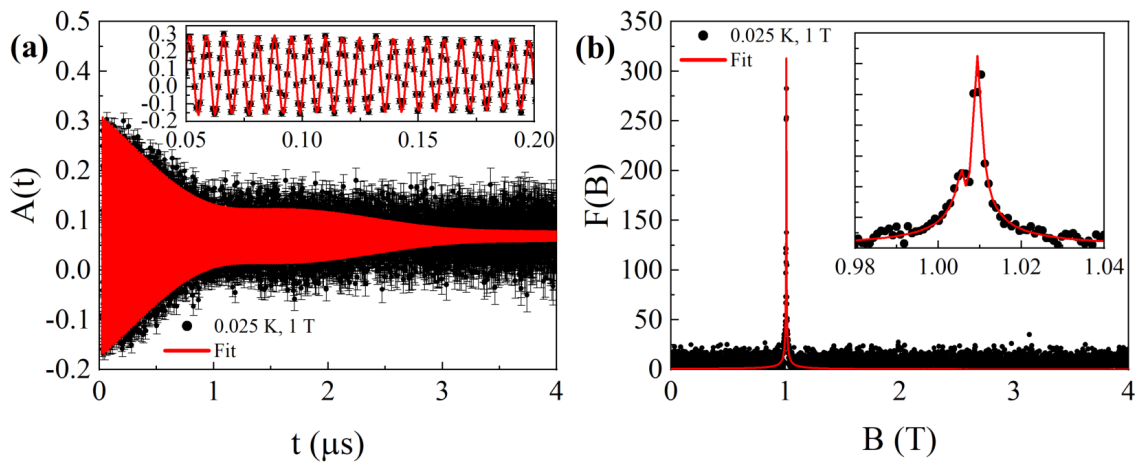 (a)
A(t)
0.5
0.4
0.3
0.2
0.1
0.0
-0.1
-0.2
0.3
0.2
0.1
0.0
-0.1
-0.2
0.05 0.10 0.15 0.20
0.025 K, 1 T
Fit
0 1 2 3 4
t (μs)
(b)
F(B)
350
300
250
200
150
100
50
0
0.025 K, 1 T
Fit
0.98 1.00 1.02 1.04
0 1 2 3 4
B (T)